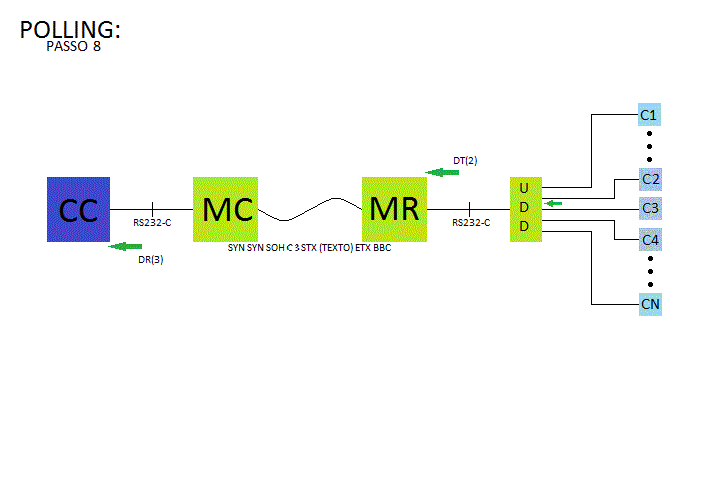 POLLING:
PASSO 8
C1
DT(2)
C2
U
D
D
CC
MC
MR
C3
RS232-C
RS232-C
C4
SYN SYN SOH C 3 STX (TEXTO) ETX BBC
DR(3)
CN